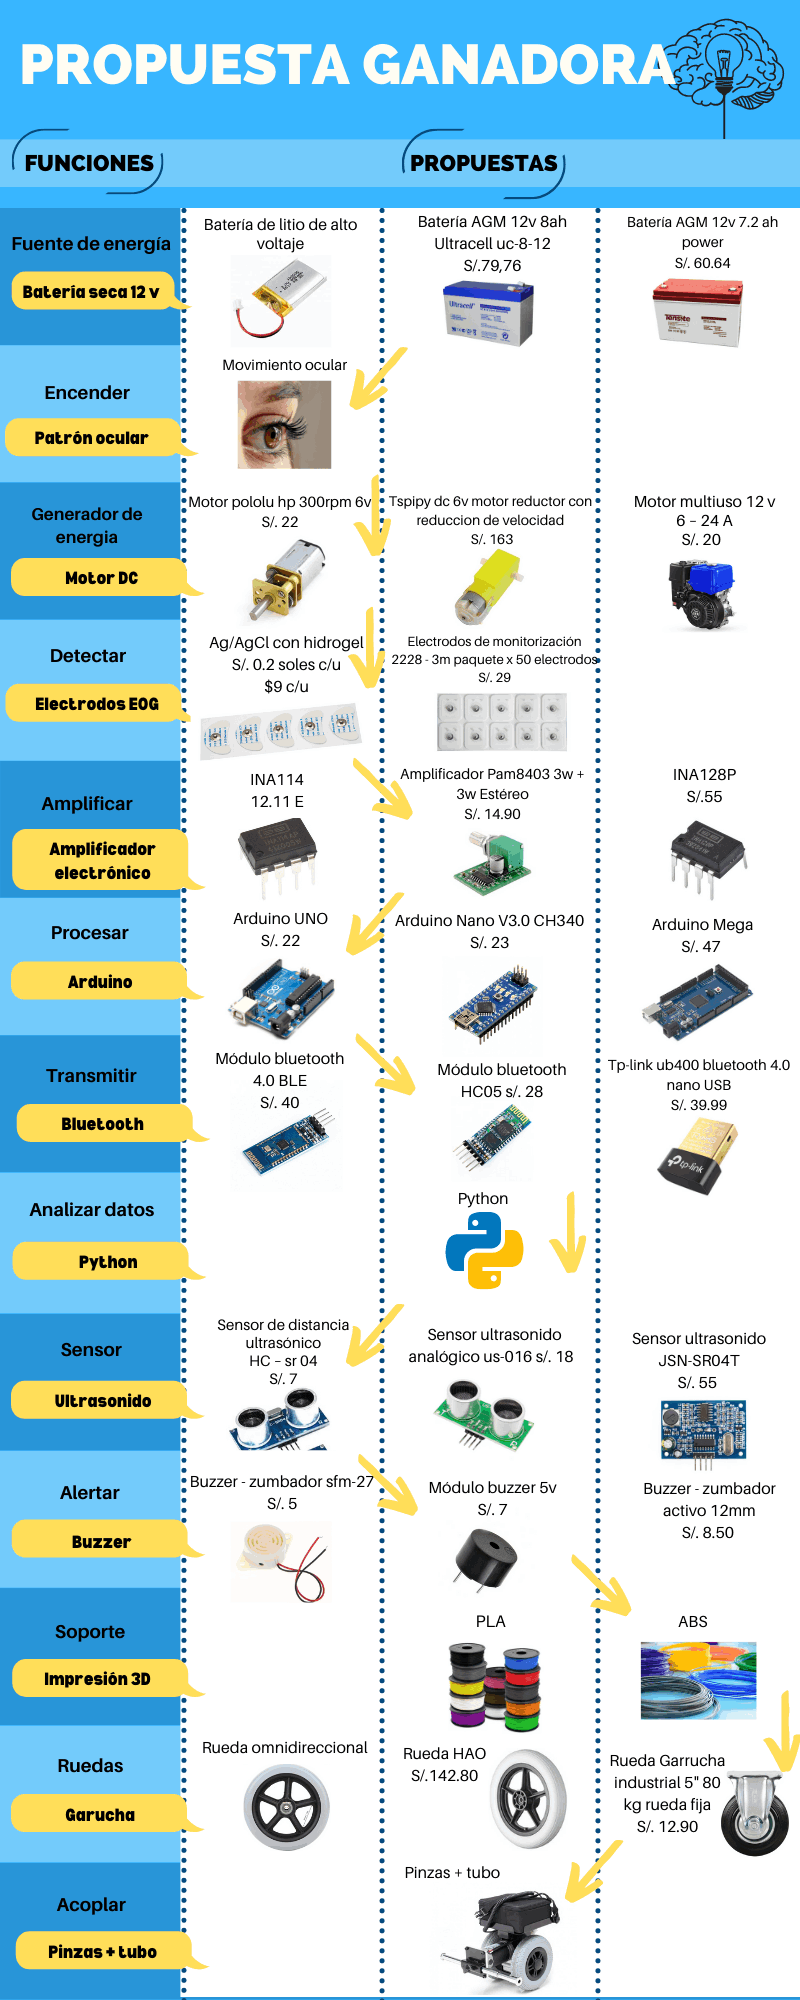 PROPUESTA GANADORA
FUNCIONES
PROPUESTAS
Fuente de energía
Batería seca 12 v
Batería de litio de alto
voltaje
Batería AGM 12v 8ah
Ultracell uc-8-12
S/.79,76
Ultracell
Batería AGM 12v 7.2 ah
power
S/. 60.64
Encender
Patrón ocular
Movimiento ocular
Generador de
energia
Motor DC
Motor pololu hp 300rpm 6v
S/. 22
Tspipy dc 6v motor reductor con
reduccion de velocidad
S/. 163
Motor multiuso 12 v
6 – 24 A
S/. 20
Detectar
Electrodos EOG
Ag/AgCl con hidrogel
S/. 0.2 soles c/u
$9 c/u
Electrodos de monitorización
2228 - 3m paquete x 50 electrodos
S/. 29
Amplificar
Amplificador
electrónico
INA114
12.11 E
Amplificador Pam8403 3w +
3w Estéreo
S/. 14.90
INA128P
S/.55
Procesar
Arduino
Arduino UNO
S/. 22
Arduino Nano V3.0 CH340
S/. 23
Arduino Mega
S/. 47
Transmitir
Bluetooth
Módulo bluetooth
4.0 BLE
S/. 40
Módulo bluetooth
HC05 s/. 28
Tp-link ub400 bluetooth 4.0
nano USB
S/. 39.99
tp-link
Analizar datos
Python
Python
Sensor
Ultrasonido
Sensor de distancia
ultrasónico
HC – sr 04
S/. 7
Sensor ultrasonido
analógico us-016 s/. 18
Sensor ultrasonido
JSN-SR04T
S/. 55
Alertar
Buzzer
Buzzer - zumbador sfm-27
S/. 5
Módulo buzzer 5v
S/. 7
Buzzer - zumbador
activo 12mm
S/. 8.50
Soporte
Impresión 3D
PLA
ABS
Ruedas
Garucha
Rueda omnidireccional
Rueda HAO
S/.142.80
Rueda Garrucha
industrial 5" 80
kg rueda fija
S/. 12.90
Acoplar
Pinzas + tubo
Pinzas + tubo